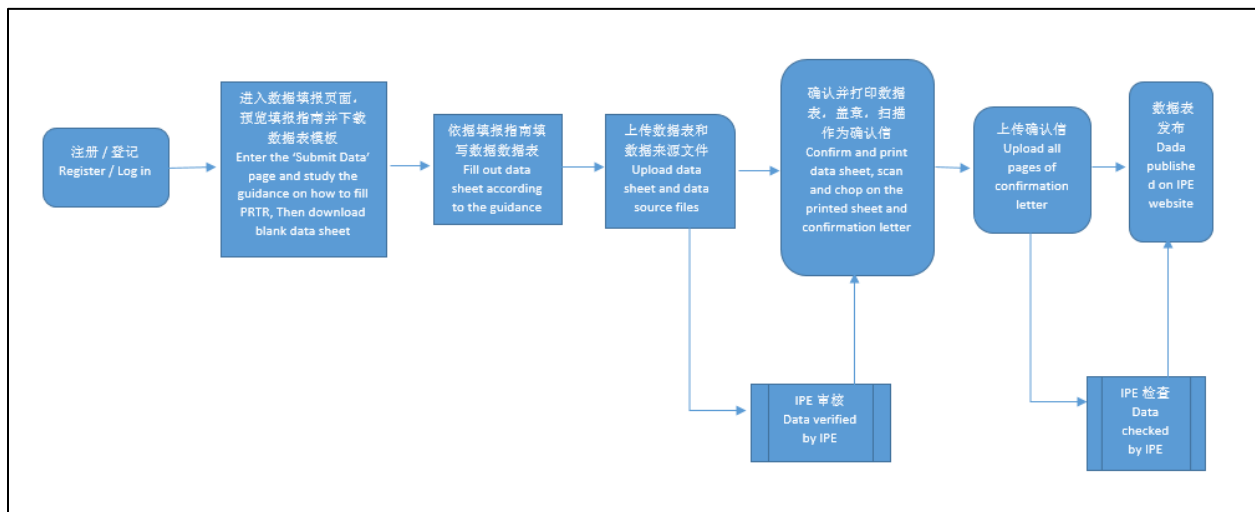 注册 / 登记
Register / Log in
进入数据填报页面，
预览填报指南并下载
数据表模板
Enter the ‘Submit Data’
page and study the
guidance on how to fill
PRTR, Then download
blank data sheet
依据填报指南填
写数据数据表
Fill out data
sheet according
to the guidance
上传数据表和
数据来源文件
Upload data
sheet and data
source files
确认并打印数据
表，盖章，扫描
作为确认信
Confirm and print
data sheet, scan
and chop on the
printed sheet and
confirmation letter
上传确认信
Upload all
pages of
confirmation
letter
数据表
发布
Dada
publishe
d on IPE
website
IPE 审核
Data verified
by IPE
IPE 检查
Data
checked
by IPE